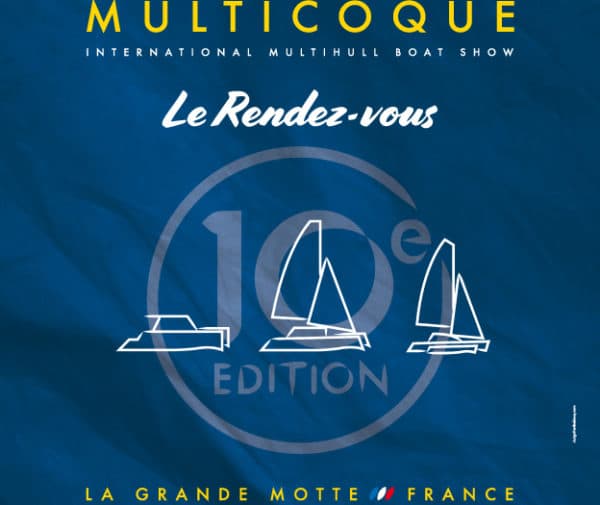 MULTICOQUE
INTERNATIONAL MULTIHULL BOAT SHOW
Le Rendez-vous
10e
EDITION
LA GRANDE MOTTE FRANCE